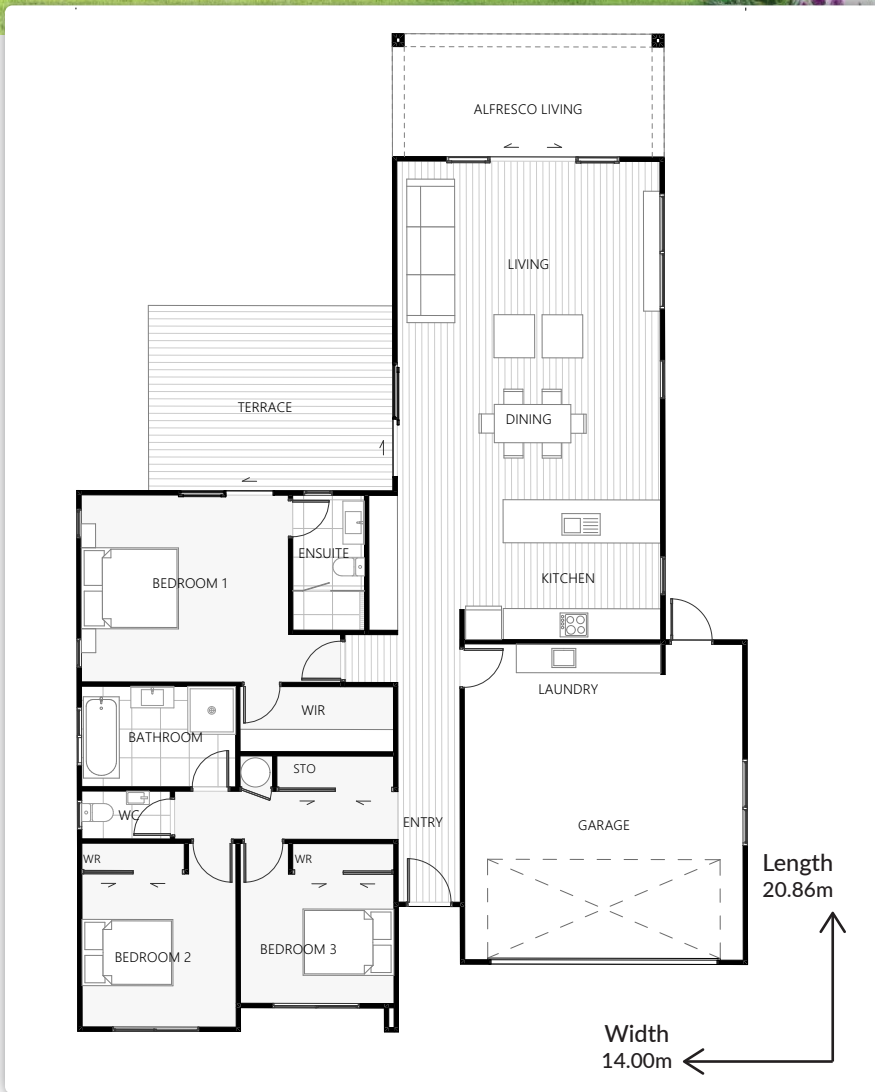 ALFRESCO LIVING
LIVING
TERRACE
DINING
ENSUITE
BEDROOM 1
KITCHEN
LAUNDRY
WIR
BATHROOM
STO
WC
ENTRY
GARAGE
WR
WR
BEDROOM 2
BEDROOM 3
Length
20.86m
Width
14.00m